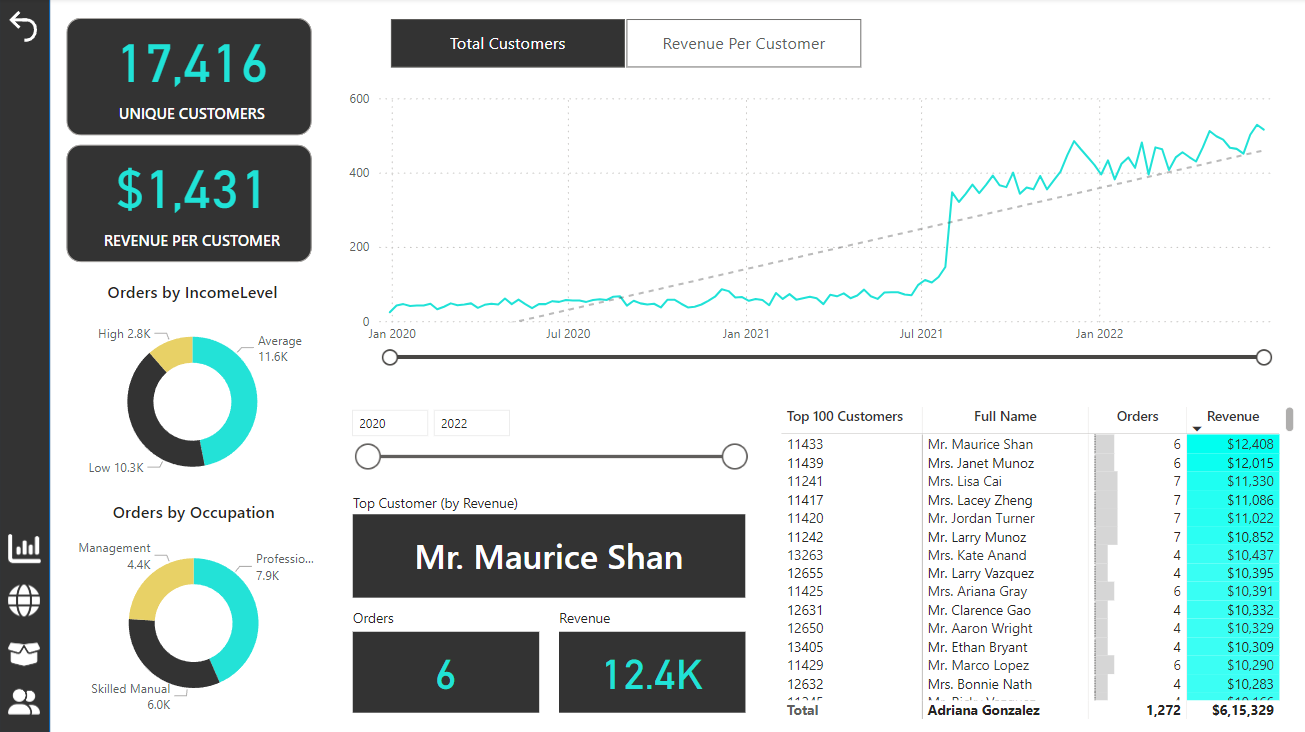 17,416
UNIQUE CUSTOMERS
$1,431
REVENUE PER CUSTOMER
Total Customers
Revenue Per Customer
600
400
200
0
Jan 2020
Jul 2020
Jan 2021
Jul 2021
Jan 2022
Orders by IncomeLevel
High 2.8K
Average
11.6K
Low 10.3K
Orders by Occupation
Management
4.4K
Professio...
7.9K
Skilled Manual
6.0K
2020
2022
Top Customer (by Revenue)
Mr. Maurice Shan
Orders
6
Revenue
12.4K
Top 100 Customers Full Name Orders Revenue
11433 Mr. Maurice Shan 6 $12,408
11439 Mrs. Janet Munoz 6 $12,015
11241 Mrs. Lisa Cai 7 $11,330
11417 Mrs. Lacey Zheng 7 $11,086
11420 Mr. Jordan Turner 7 $11,022
11242 Mr. Larry Munoz 7 $10,852
13263 Mrs. Kate Anand 4 $10,437
12655 Mr. Larry Vazquez 4 $10,395
11425 Mrs. Ariana Gray 6 $10,391
12631 Mr. Clarence Gao 4 $10,332
12650 Mr. Aaron Wright 4 $10,329
13405 Mr. Ethan Bryant 4 $10,309
11429 Mr. Marco Lopez 6 $10,290
12632 Mrs. Bonnie Nath 4 $10,283
Total Adriana Gonzalez 1,272 $6,15,329